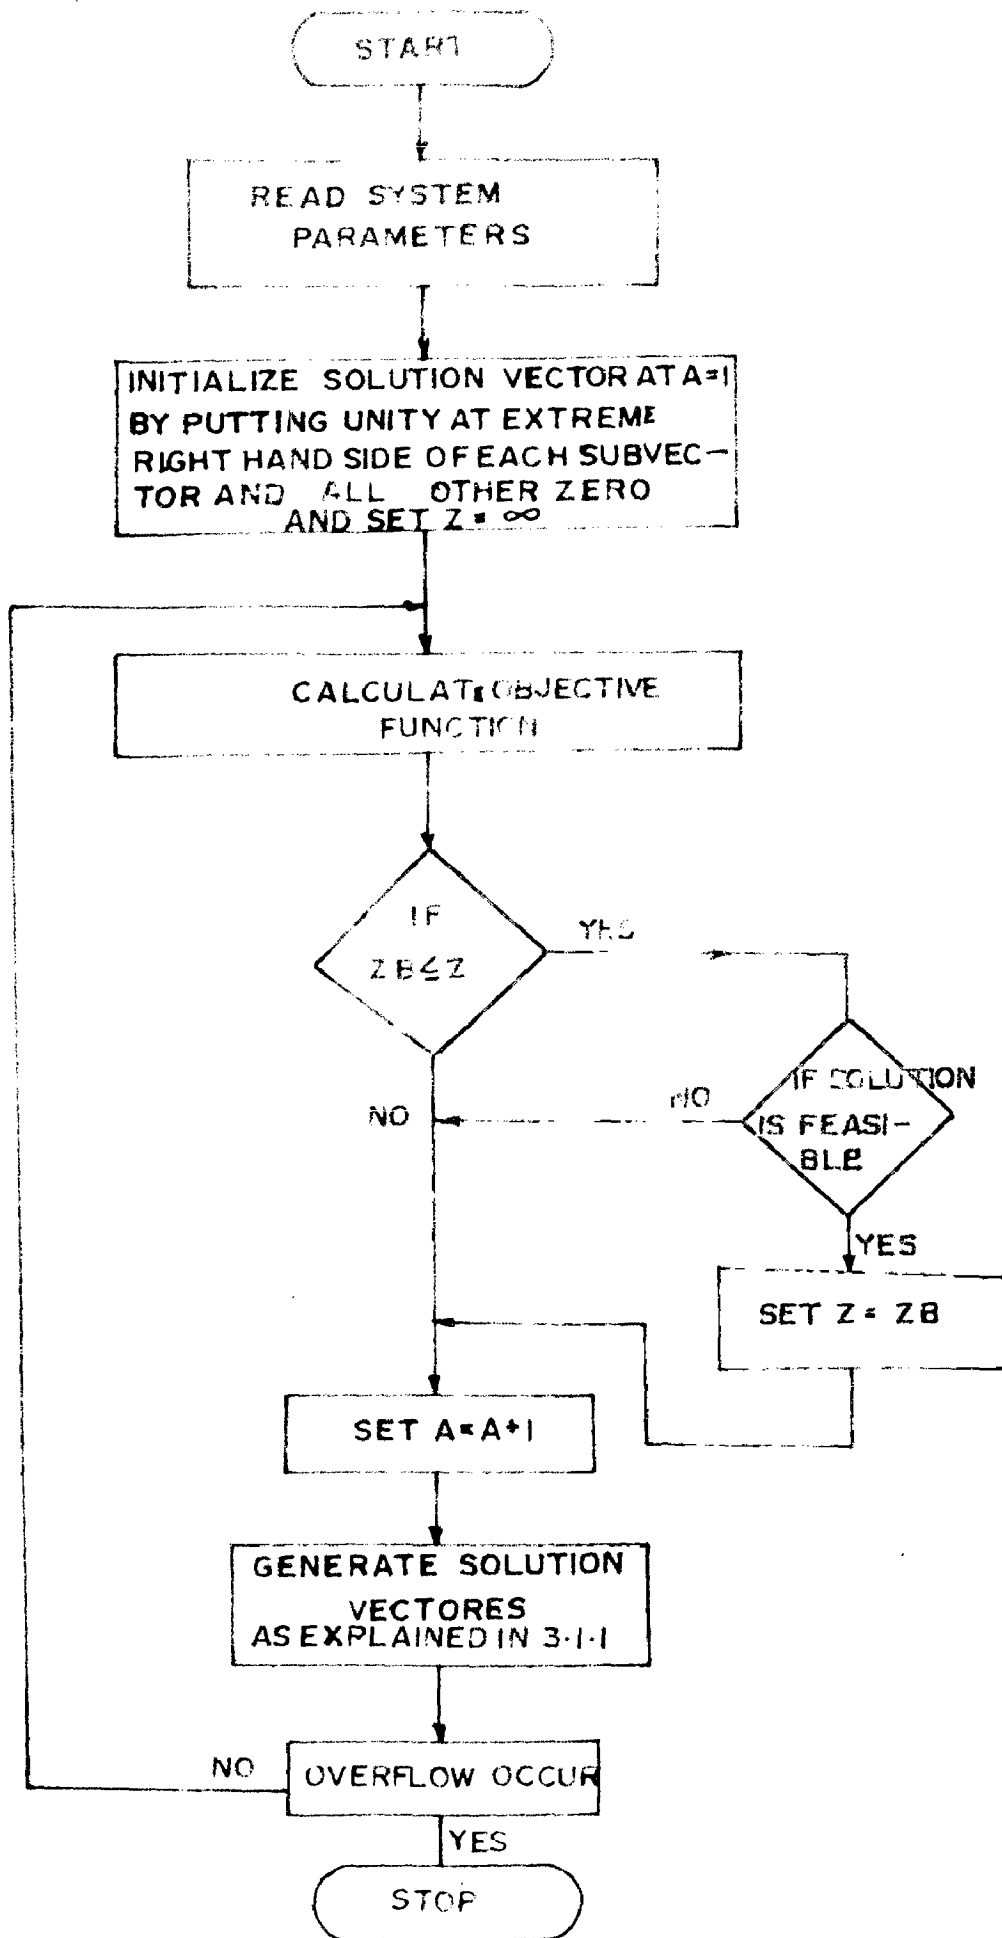 START
READ SYSTEM
PARAMETERS
INITIALIZE SOLUTION VECTOR AT A=1
BY PUTTING UNITY AT EXTREME
RIGHT HAND SIDE OF EACH SUBVEC-
TOR AND ALL OTHER ZERO
AND SET Z = ∞
CALCULATE OBJECTIVE
FUNCTION
IF
ZB ≤ Z
YES
IF SOLUTION
IS FEASI-
BLE
NO
NO
YES
SET Z = ZB
SET A = A+1
GENERATE SOLUTION
VECTORES
AS EXPLAINED IN 3.1.1
OVERFLOW OCCUR
NO
YES
STOP